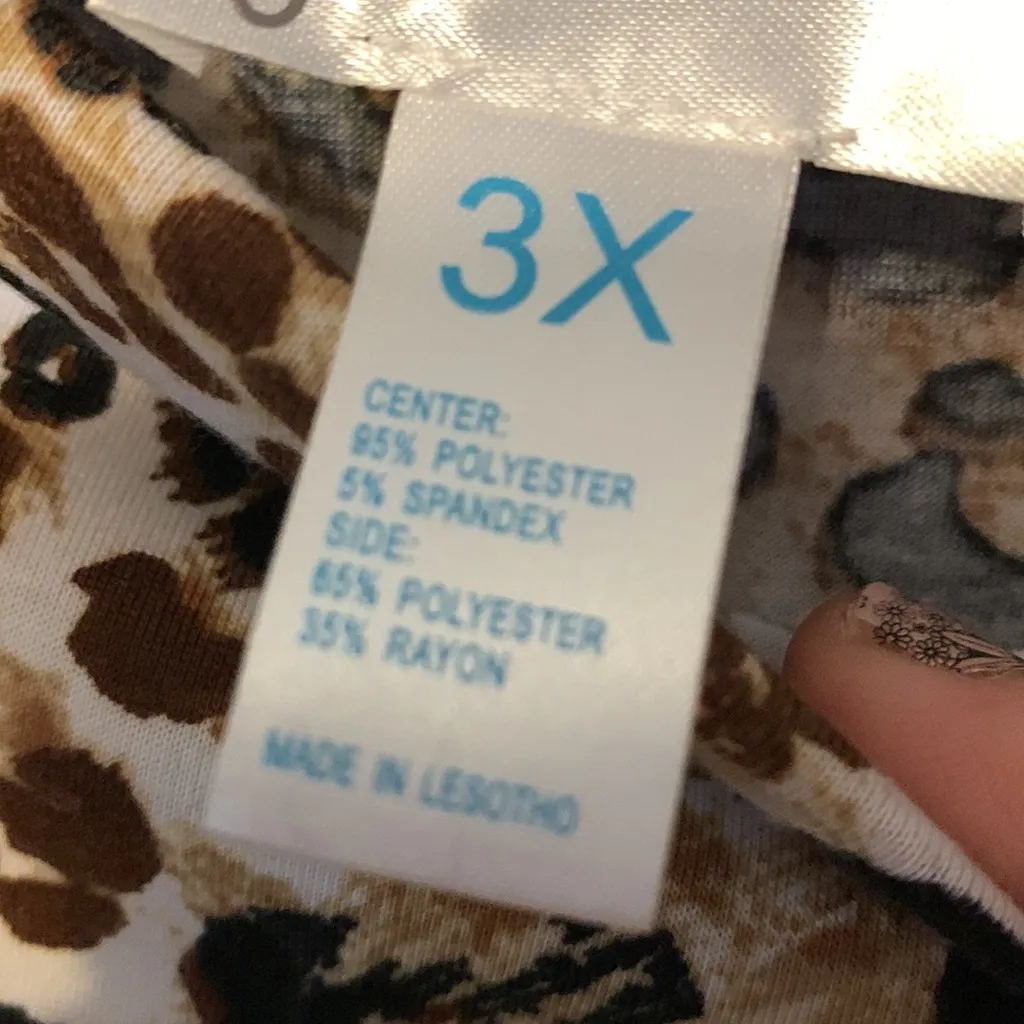 3X
CENTER:
95% POLYESTER
5% SPANDEX
SIDE:
65% POLYESTER
35% RAYON
MADE IN LESOTHO